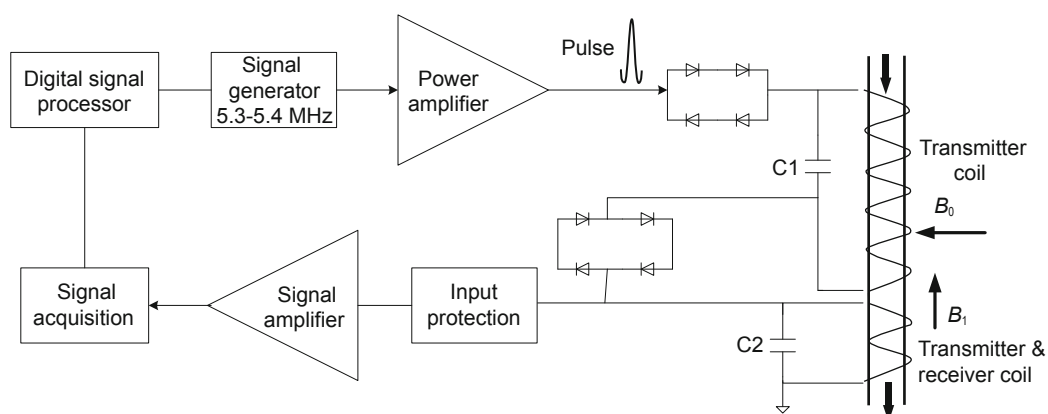 Digital signal
processor
Signal
generator
5.3-5.4 MHz
Power
amplifier
Pulse
C1
Transmitter
coil
B0
B1
Transmitter &
receiver coil
Signal
acquisition
Signal
amplifier
Input
protection
C2